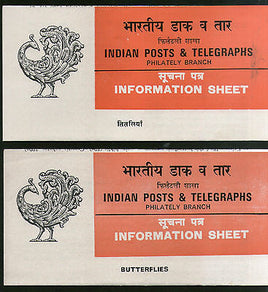 भारतीय डाक व तार
फिलैटली शाखा
INDIAN POSTS & TELEGRAPHS
PHILATELY BRANCH
सूचना पत्र
INFORMATION SHEET
तितलियां
भारतीय डाक व तार
फिलैटली शाखा
INDIAN POSTS & TELEGRAPHS
PHILATELY BRANCH
सूचना पत्र
INFORMATION SHEET
BUTTERFLIES